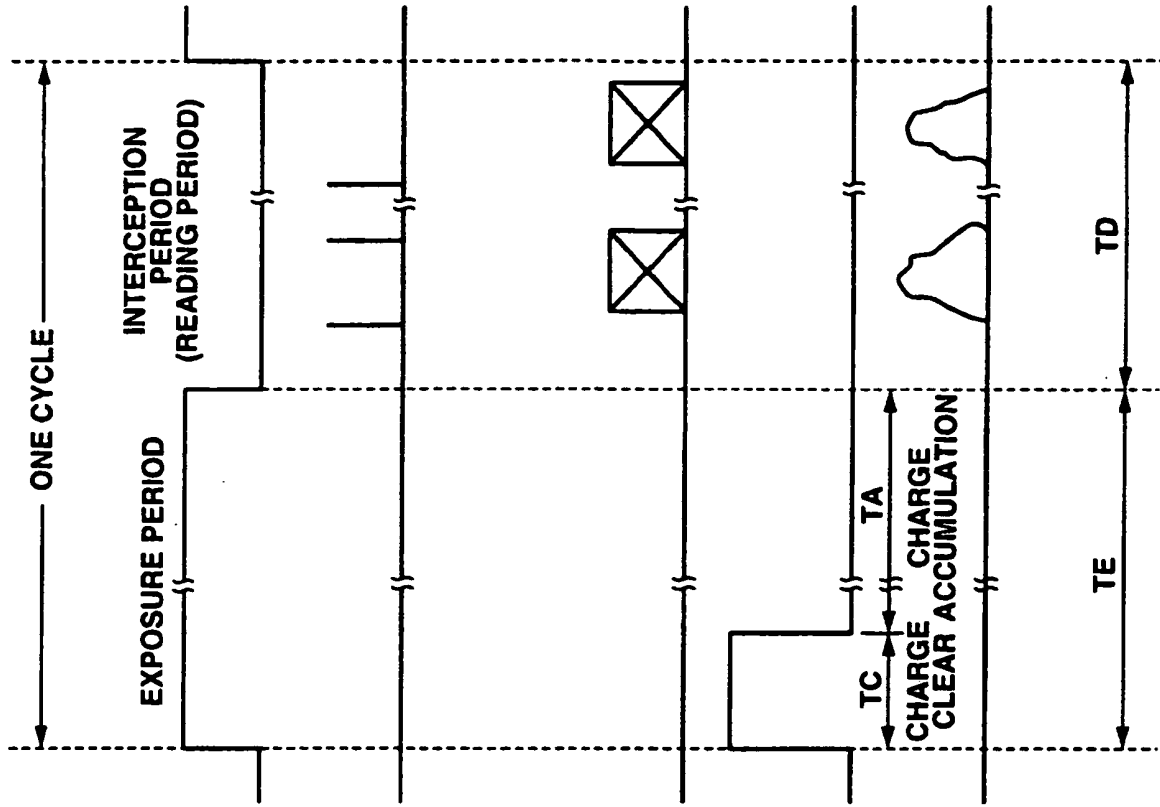 ONE CYCLE
EXPOSURE PERIOD
INTERCEPTION
PERIOD
(READING PERIOD)
TC
TA
CHARGE CHARGE
CLEAR ACCUMULATION
TE
TD